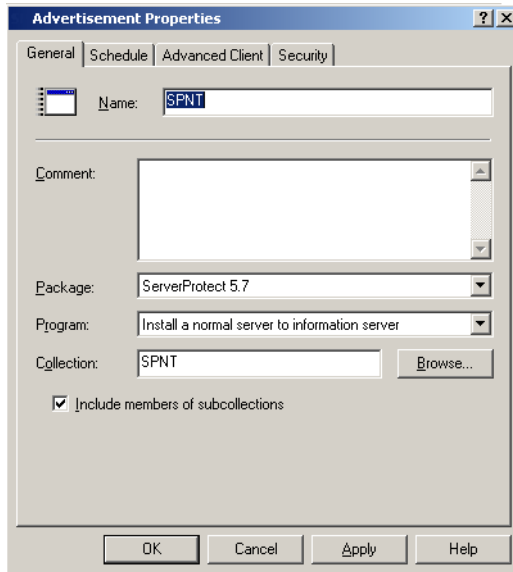 Advertisement Properties ? X
General Schedule Advanced Client Security
Name: SPNT
Comment:
Package: ServerProtect 5.7
Program: Install a normal server to information server
Collection: SPNT Browse...
Include members of subcollections
OK Cancel Apply Help